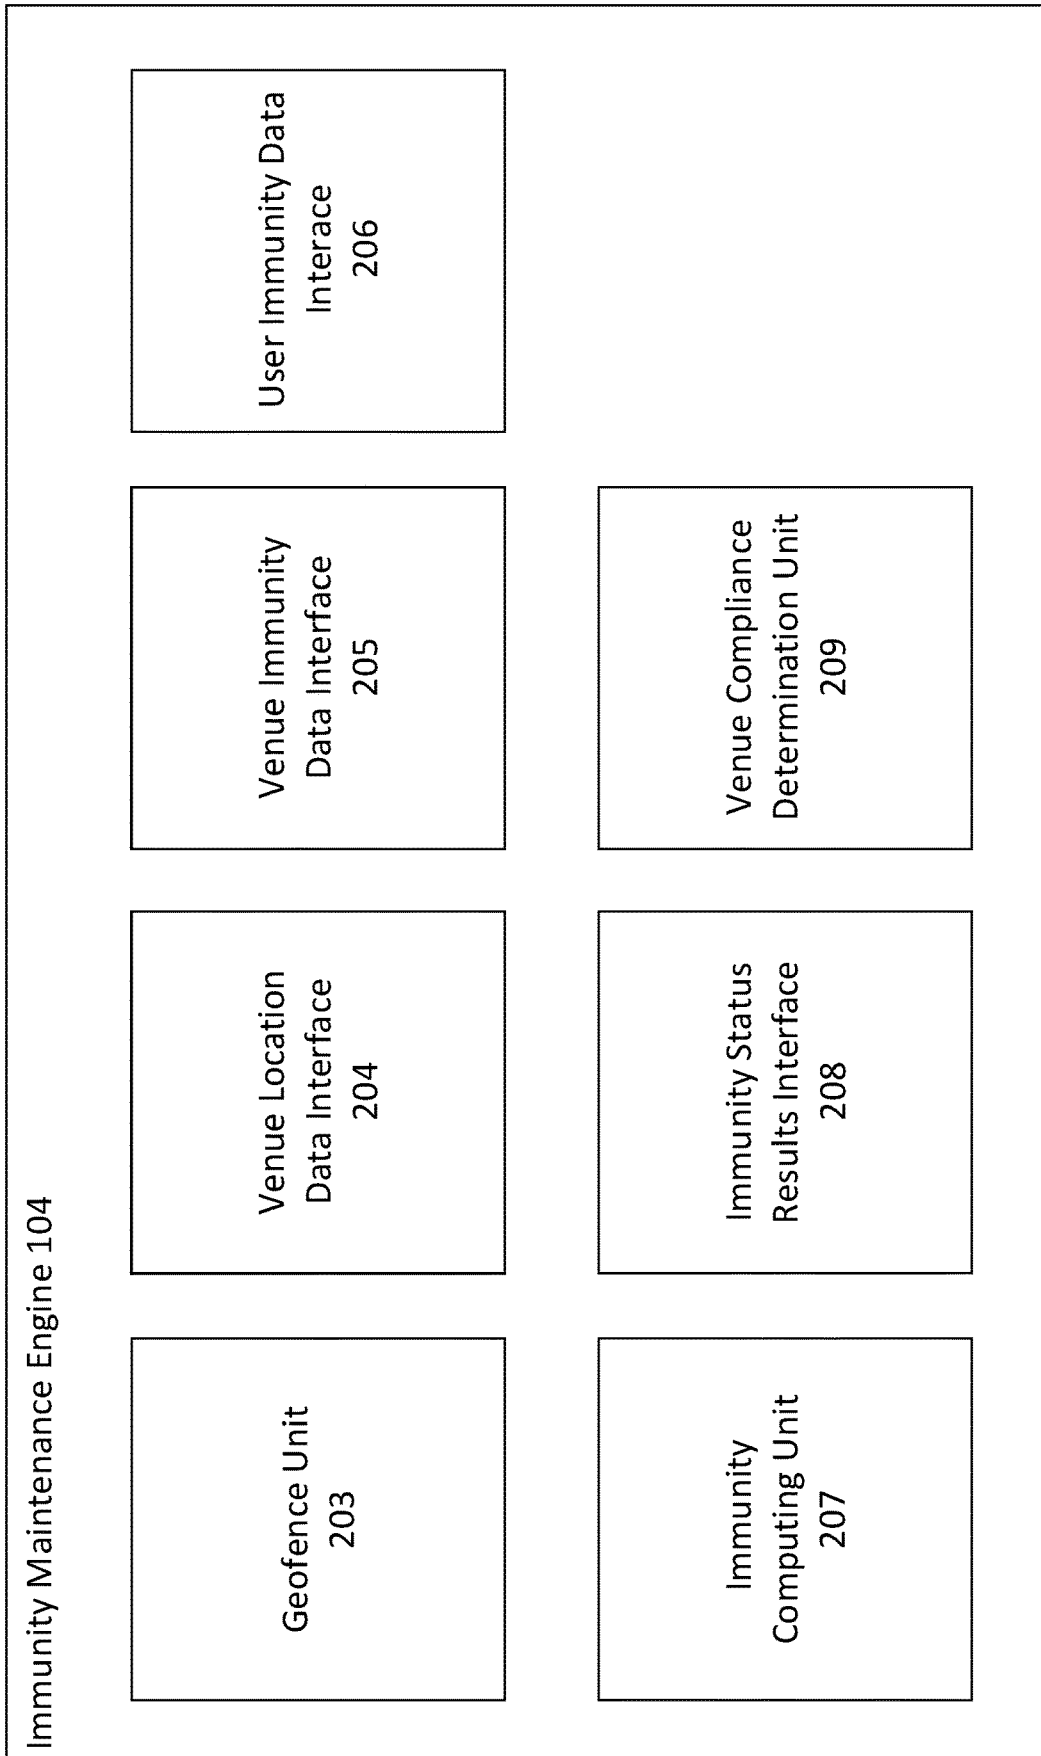 Immunity Maintenance Engine 104
Geofence Unit
203
Venue Location
Data Interface
204
Venue Immunity
Data Interface
205
User Immunity Data
Interace
206
Immunity
Computing Unit
207
Immunity Status
Results Interface
208
Venue Compliance
Determination Unit
209